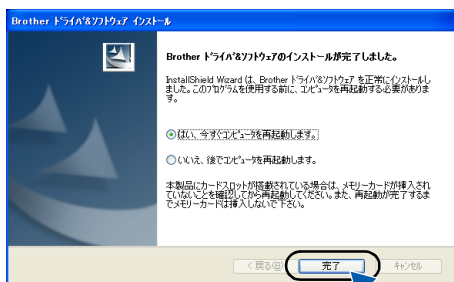 Brother ﾄﾞﾗｲﾊﾞ&ｿﾌﾄｳｪｱ ｲﾝｽﾄｰﾙ
Brother ﾄﾞﾗｲﾊﾞ&ｿﾌﾄｳｪｱのインストールが完了しました。
InstallShield Wizard は、Brother ﾄﾞﾗｲﾊﾞ&ｿﾌﾄｳｪｱ を正常にｲﾝｽﾄｰﾙし
ました。このﾌﾟﾛｸﾞﾗﾑを使用する前に、ｺﾝﾋﾟｭｰﾀを再起動する必要がありま
す。
はい、今すぐｺﾝﾋﾟｭｰﾀを再起動します。
いいえ、後でｺﾝﾋﾟｭｰﾀを再起動します。
本製品にカードスロットが搭載されている場合は、メモリーカードが挿入され
ていないことを確認してから再起動してください。また、再起動が完了するま
でメモリーカードは挿入しないで下さい。
< 戻る(B)
完了
ｷｬﾝｾﾙ